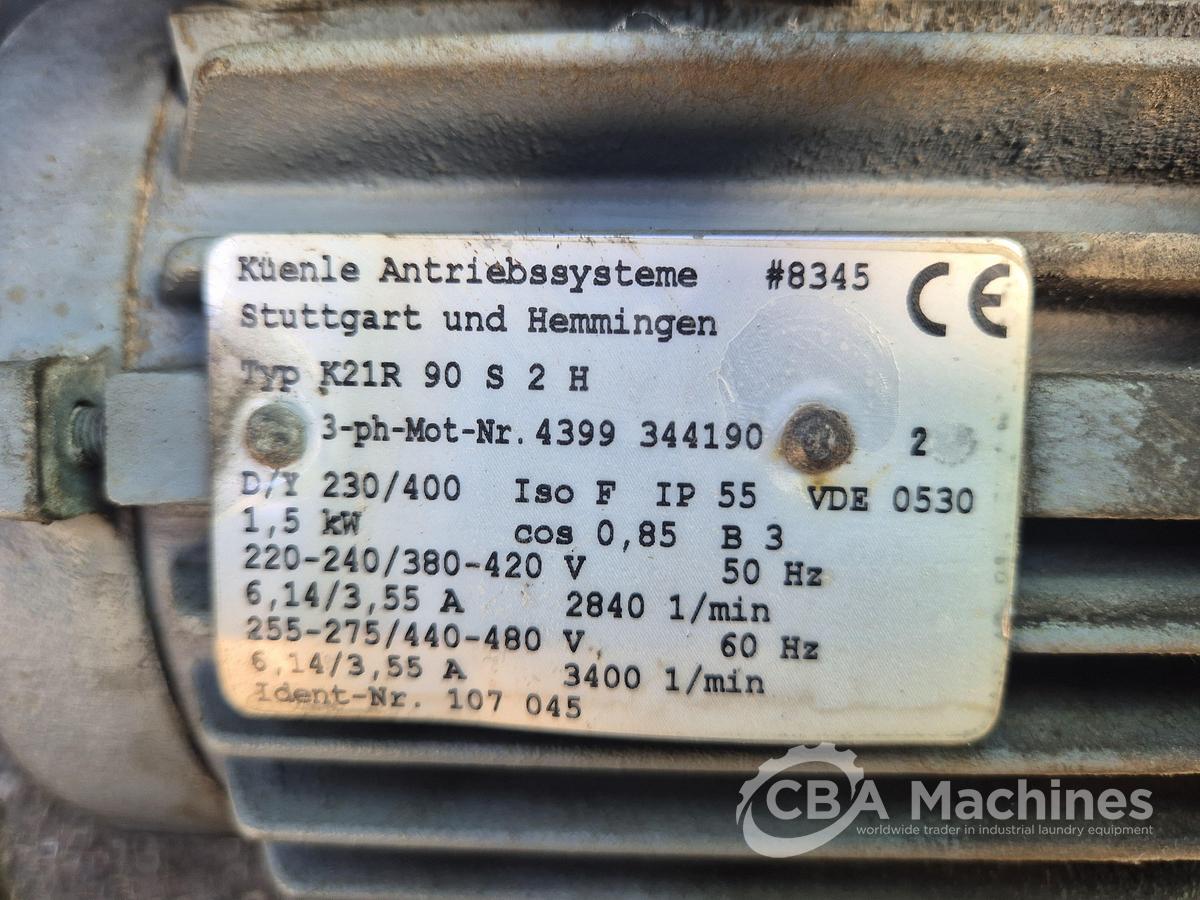 Küenle Antriebssysteme #8345 CE
Stuttgart und Hemmingen
Typ K21R 90 S 2 H
3-ph-Mot-Nr. 4399 344190 2
D/Y 230/400 Iso F IP 55 VDE 0530
1,5 kW cos 0,85 B 3
220-240/380-420 V 50 Hz
6,14/3,55 A 2840 1/min
255-275/440-480 V 60 Hz
6,14/3,55 A 3400 1/min
Ident-Nr. 107 045
CBA Machines
worldwide trader in industrial laundry equipment